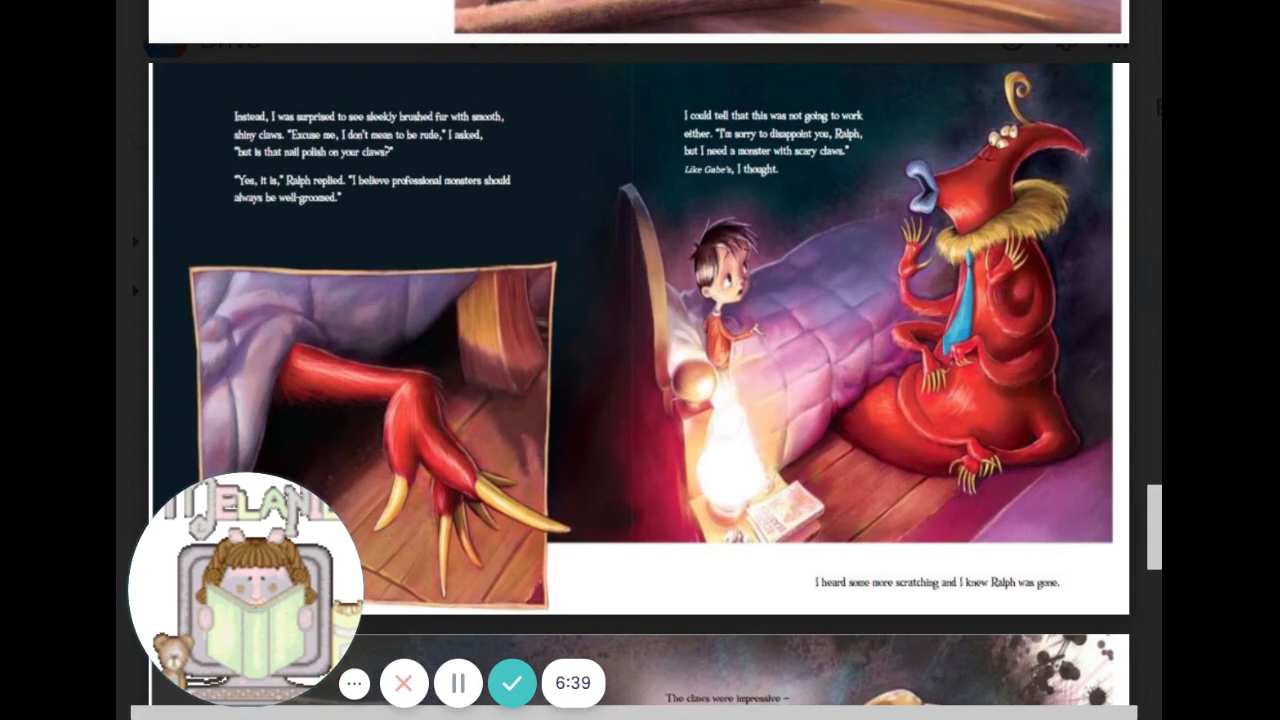 Instead, I was surprised to see sleekly brushed fur with smooth,
shiny claws. "Excuse me, I don't mean to be rude," I asked,
"but is that nail polish on your claws?"
"Yes, it is," Ralph replied. "I believe professional monsters should
always be well-groomed."
I could tell that this was not going to work
either. "I'm sorry to disappoint you, Ralph,
but I need a monster with scary claws."
Like Gabe's, I thought.
I heard some more scratching and I knew Ralph was gone.
The claws were impressive –
6:39